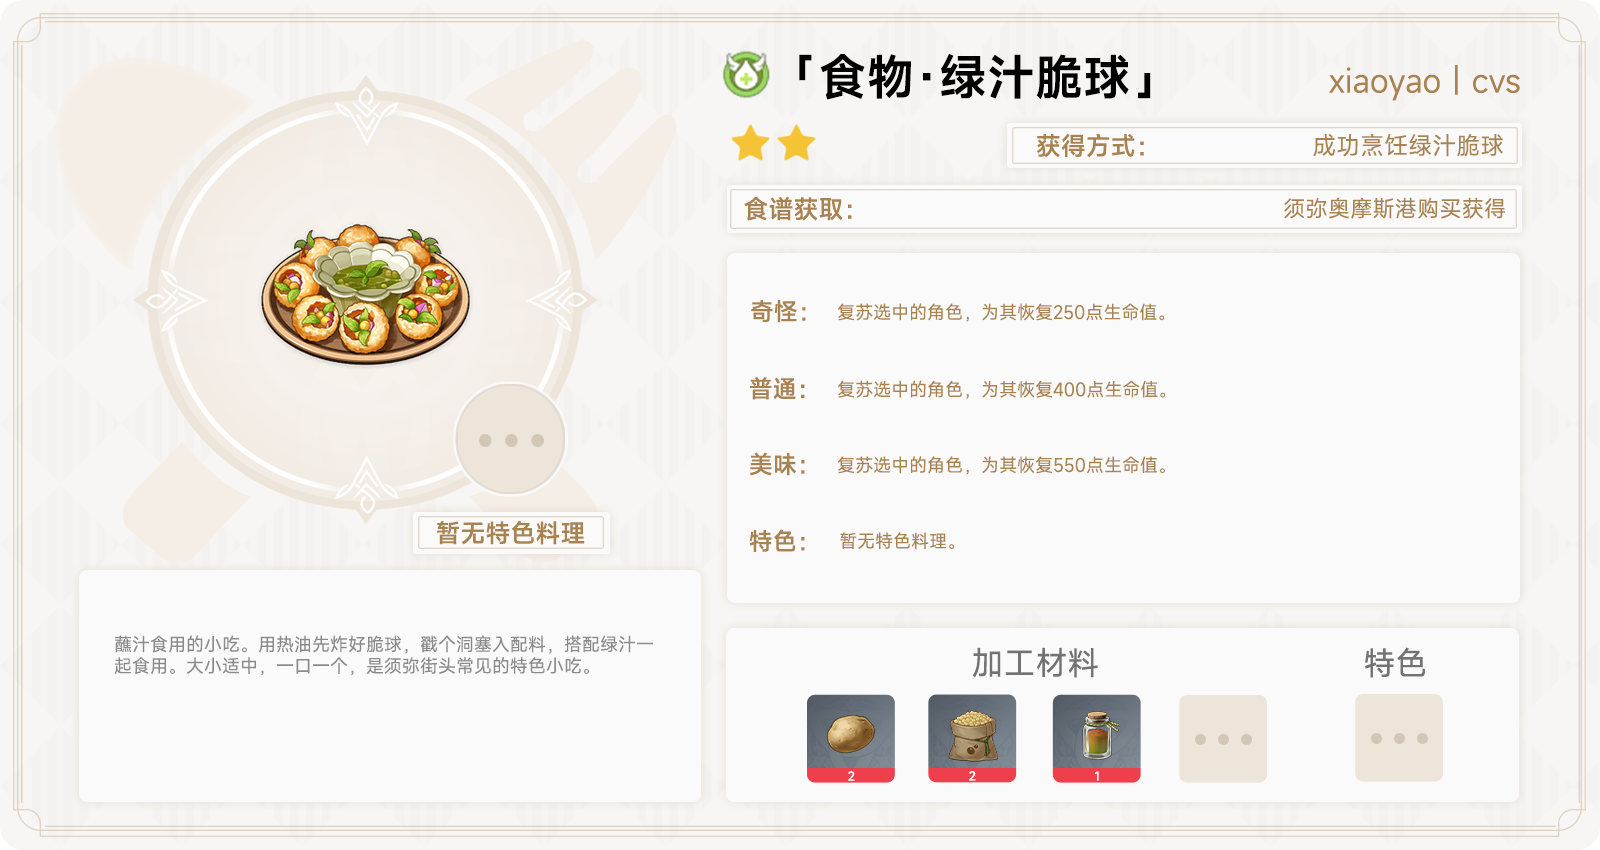 「食物·绿汁脆球」
xiaoyao | cvs
获得方式：
成功烹饪绿汁脆球
食谱获取：
须弥奥摩斯港购买获得
奇怪：
复苏选中的角色，为其恢复250点生命值。
普通：
复苏选中的角色，为其恢复400点生命值。
美味：
复苏选中的角色，为其恢复550点生命值。
特色：
暂无特色料理。
暂无特色料理
蘸汁食用的小吃。用热油先炸好脆球，戳个洞塞入配料，搭配绿汁一
起食用。大小适中，一口一个，是须弥街头常见的特色小吃。
加工材料
特色
2
2
1